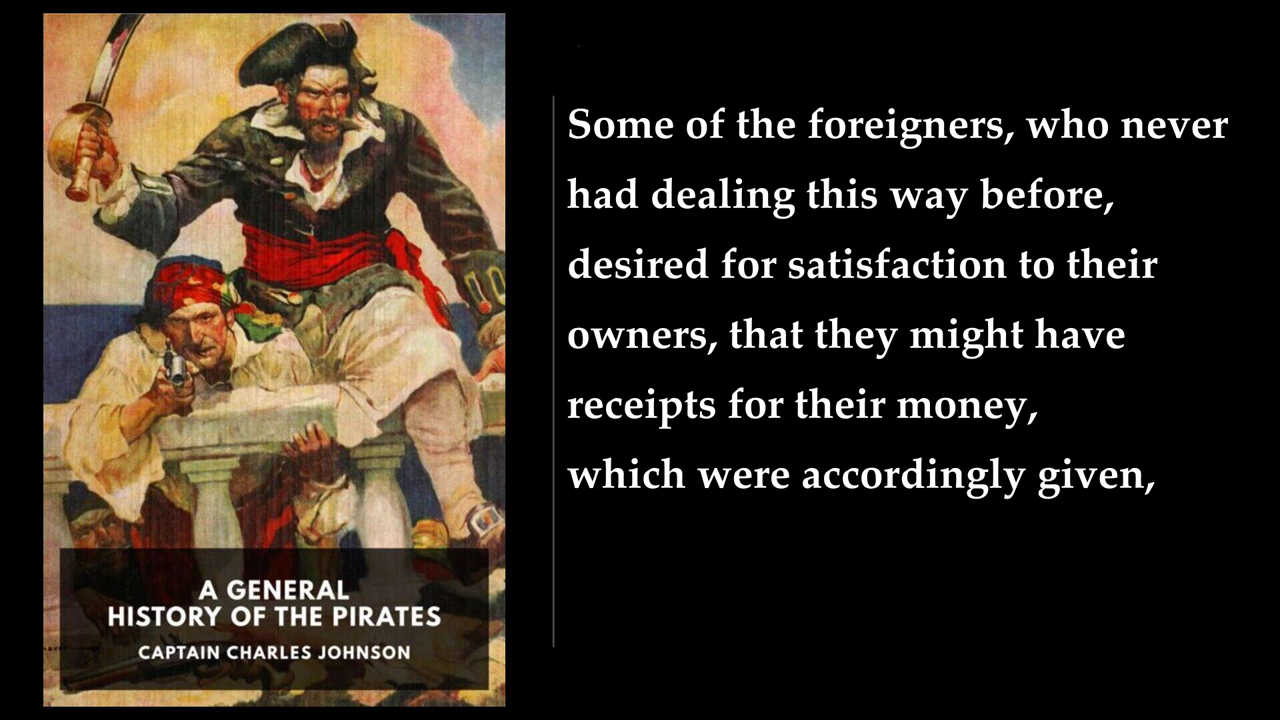 A GENERAL
HISTORY OF THE PIRATES
CAPTAIN CHARLES JOHNSON
Some of the foreigners, who never
had dealing this way before,
desired for satisfaction to their
owners, that they might have
receipts for their money,
which were accordingly given,